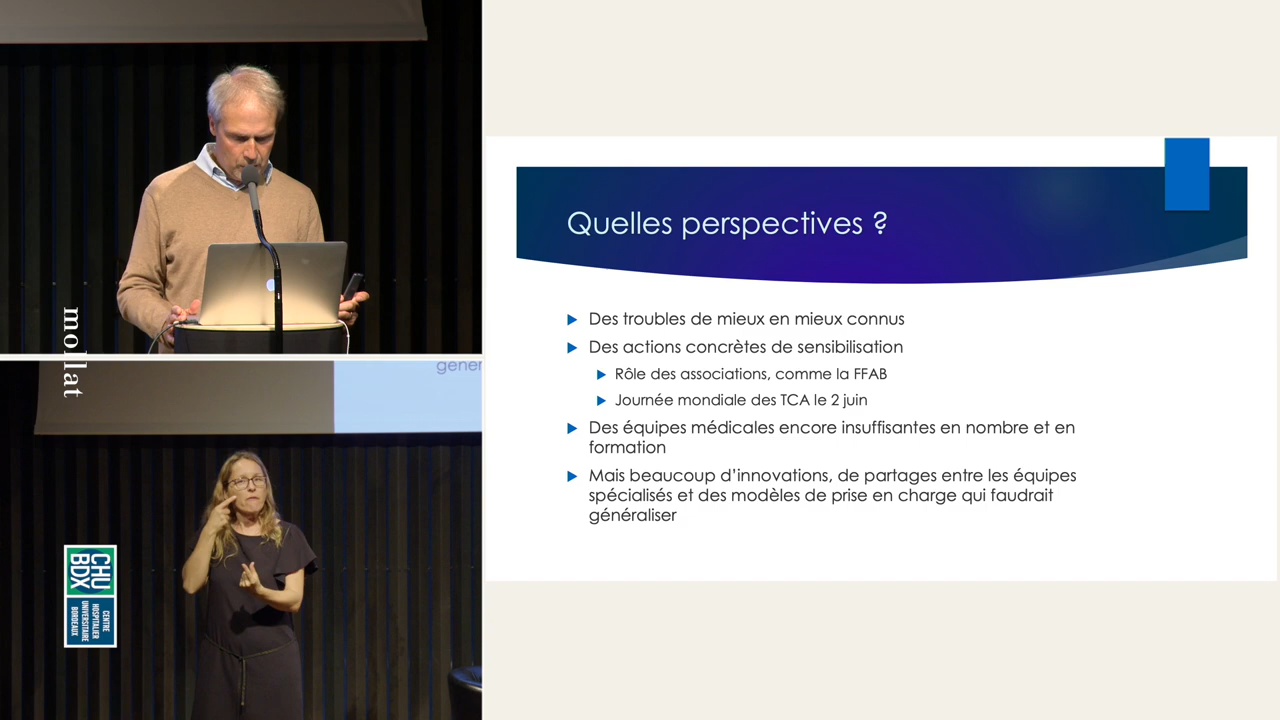 mollat
géner
CHU
BDX
CENTRE
HOSPITALIER
UNIVERSITAIRE
BORDEAUX
Quelles perspectives ?
Des troubles de mieux en mieux connus
Des actions concrètes de sensibilisation
Rôle des associations, comme la FFAB
Journée mondiale des TCA le 2 juin
Des équipes médicales encore insuffisantes en nombre et en
formation
Mais beaucoup d’innovations, de partages entre les équipes
spécialisés et des modèles de prise en charge qui faudrait
généraliser